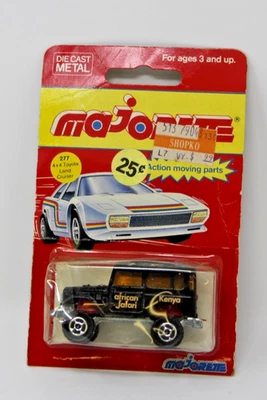 DIE CAST
METAL
For ages 3 and up.
majorette ®
SHOPKO
277
4x4 Toyota
Land
Cruiser
25¢
Action moving parts
african
Safari
Kenya
majorette